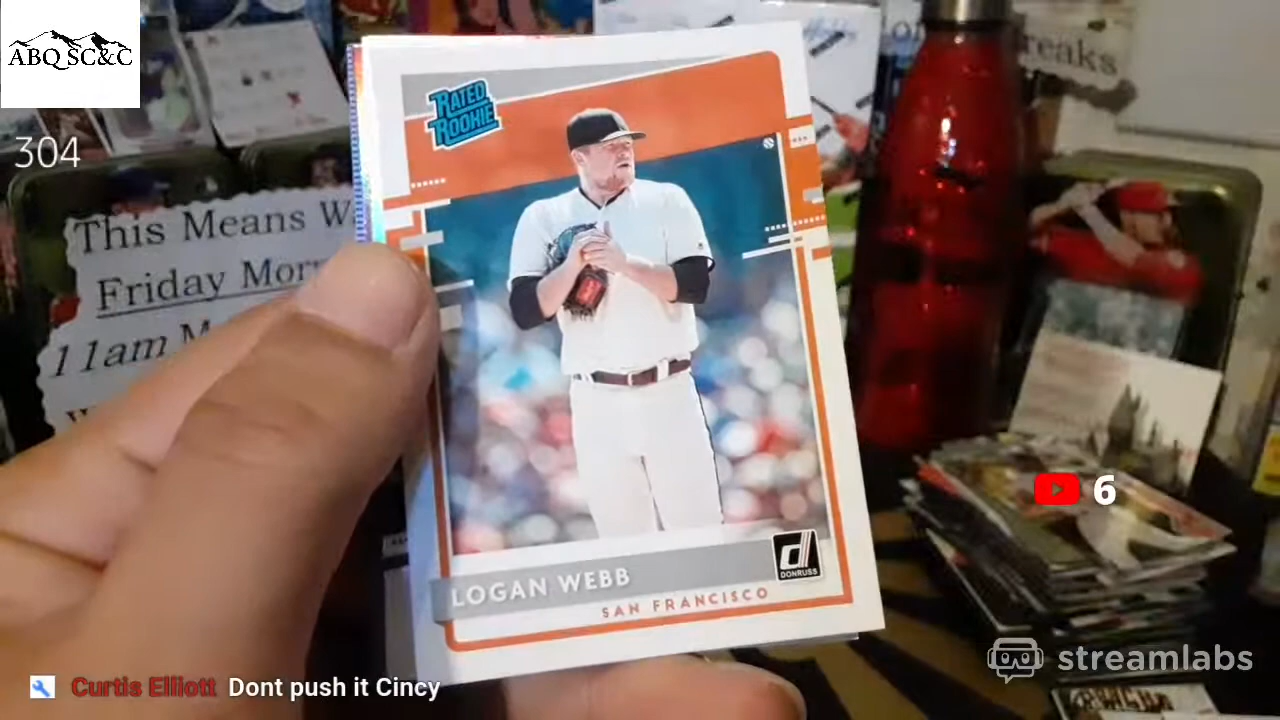 ABQ SC&C
304
This Means W
Friday Mor
11am M
reaks
RATED
ROOKIE
LOGAN WEBB
SAN FRANCISCO
d
DONRUSS
6
streamlabs
Curtis Elliott Dont push it Cincy